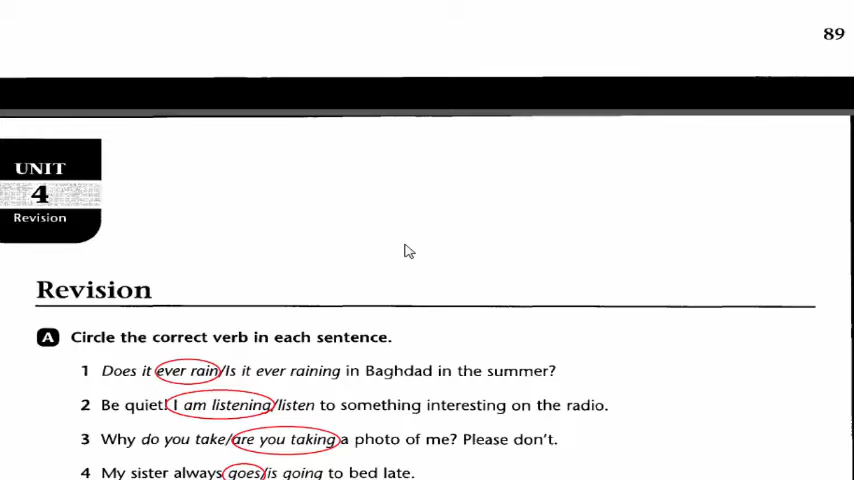 89
UNIT
4
Revision
Revision
A Circle the correct verb in each sentence.
1 Does it ever rain/Is it ever raining in Baghdad in the summer?
2 Be quiet! I am listening/listen to something interesting on the radio.
3 Why do you take/are you taking a photo of me? Please don't.
4 My sister always goes/is going to bed late.